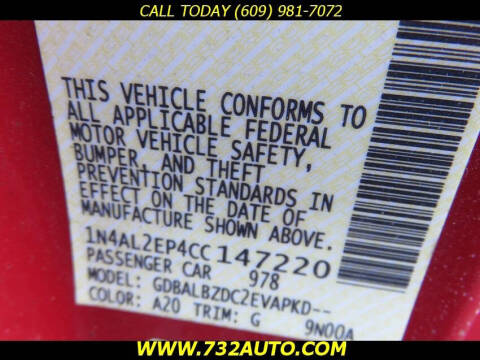 CALL TODAY (609) 981-7072
THIS VEHICLE CONFORMS TO
ALL APPLICABLE FEDERAL
MOTOR VEHICLE SAFETY,
BUMPER, AND THEFT
PREVENTION STANDARDS IN
EFFECT ON THE DATE OF
MANUFACTURE SHOWN ABOVE.
1N4AL2EP4CC147220
PASSENGER CAR 978
MODEL: GDBALBZDC2EVAPKD--
COLOR: A20 TRIM: G 9N00A
WWW.732AUTO.COM